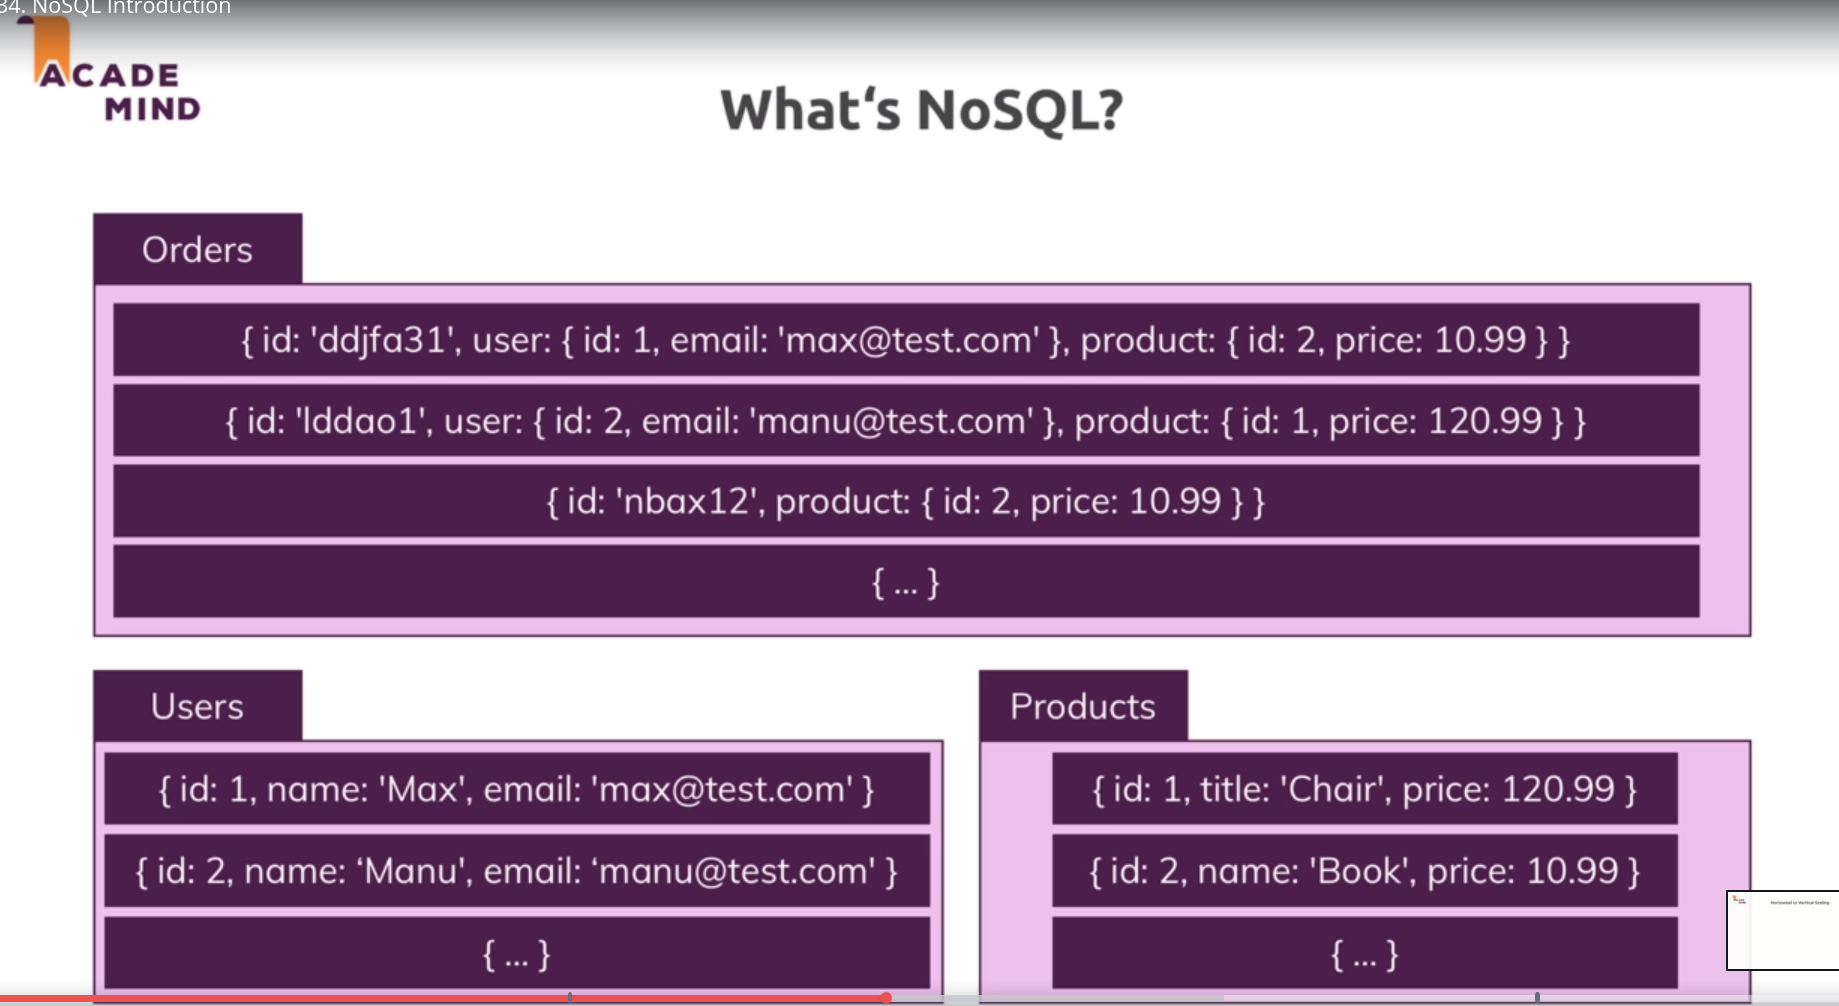 34. NoSQL Introduction
ACADE
MIND
What‘s NoSQL?
Orders
{ id: 'ddjfa31', user: { id: 1, email: 'max@test.com' }, product: { id: 2, price: 10.99 } }
{ id: 'lddao1', user: { id: 2, email: 'manu@test.com' }, product: { id: 1, price: 120.99 } }
{ id: 'nbax12', product: { id: 2, price: 10.99 } }
{ ... }
Users
{ id: 1, name: 'Max', email: 'max@test.com' }
{ id: 2, name: ‘Manu', email: ‘manu@test.com' }
{ ... }
Products
{ id: 1, title: 'Chair', price: 120.99 }
{ id: 2, name: 'Book', price: 10.99 }
{ ... }
Horizontal vs Vertical Scaling